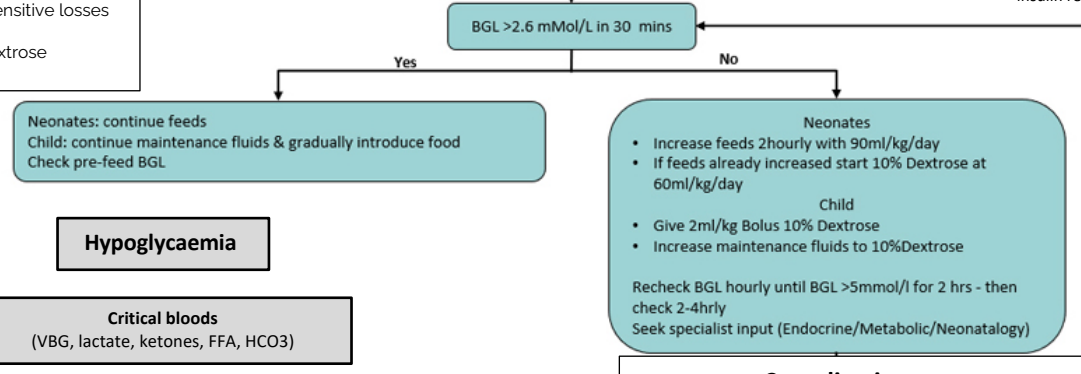 ensitive losses
xtrose
BGL >2.6 mMol/L in 30 mins
Yes
No
Neonates: continue feeds
Child: continue maintenance fluids & gradually introduce food
Check pre-feed BGL
Neonates
• Increase feeds 2hourly with 90ml/kg/day
• If feeds already increased start 10% Dextrose at
60ml/kg/day
Child
• Give 2ml/kg Bolus 10% Dextrose
• Increase maintenance fluids to 10%Dextrose
Recheck BGL hourly until BGL >5mmol/l for 2 hrs - then
check 2-4hrly
Seek specialist input (Endocrine/Metabolic/Neonatalogy)
Hypoglycaemia
Critical bloods
(VBG, lactate, ketones, FFA, HCO3)